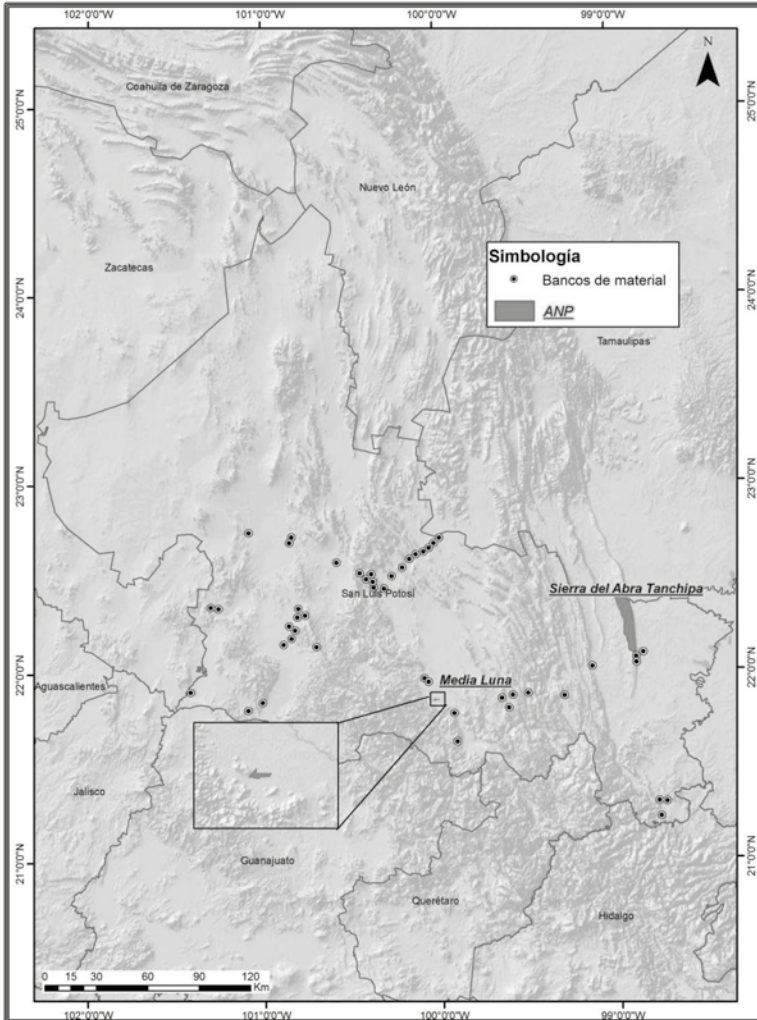 102°0'0"W
101°0'0"W
100°0'0"W
99°0'0"W
N
25°0'0"N
25°0'0"N
Coahuila de Zaragoza
Nuevo León
Zacatecas
Simbología
Bancos de material
ANP
24°0'0"N
24°0'0"N
Tamaulipas
23°0'0"N
23°0'0"N
San Luis Potosí
Sierra del Abra Tanchipa
22°0'0"N
22°0'0"N
Aguascalientes
Media Luna
Jalisco
21°0'0"N
21°0'0"N
Guanajuato
Querétaro
Hidalgo
0 15 30 60 90 120
Km
102°0'0"W
101°0'0"W
100°0'0"W
99°0'0"W